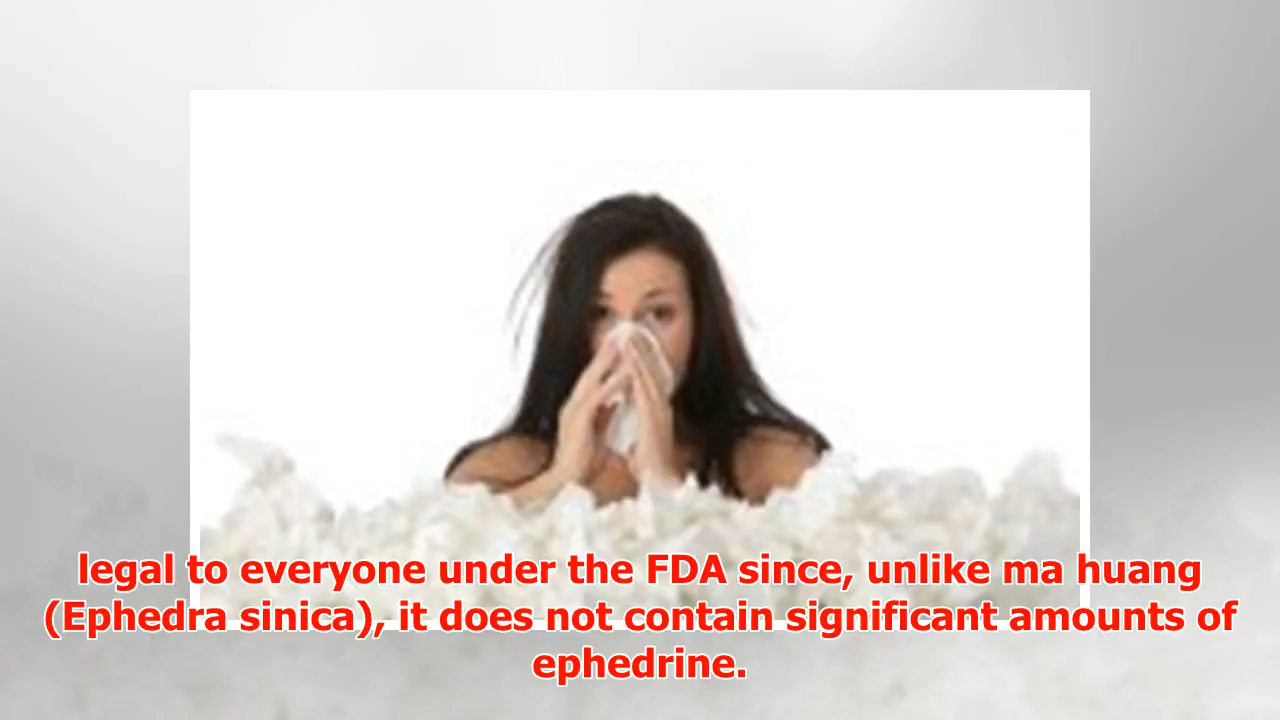 legal to everyone under the FDA since, unlike ma huang
(Ephedra sinica), it does not contain significant amounts of
ephedrine.